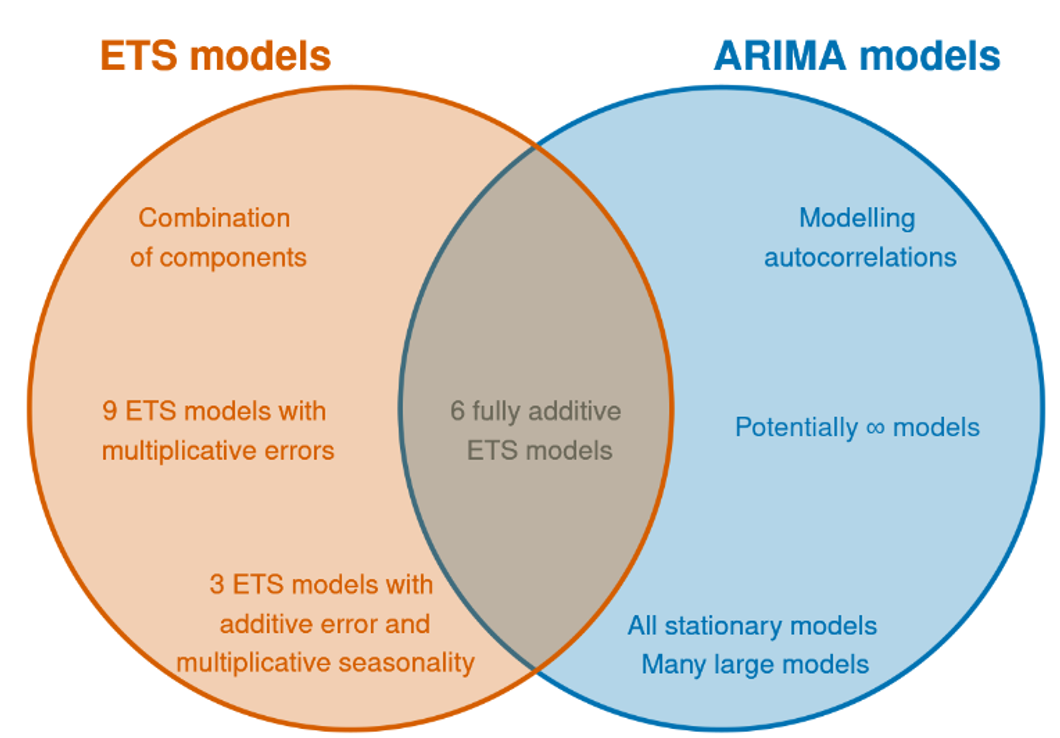 ETS models
ARIMA models
Combination
of components
Modelling
autocorrelations
9 ETS models with
multiplicative errors
6 fully additive
ETS models
Potentially ∞ models
3 ETS models with
additive error and
multiplicative seasonality
All stationary models
Many large models